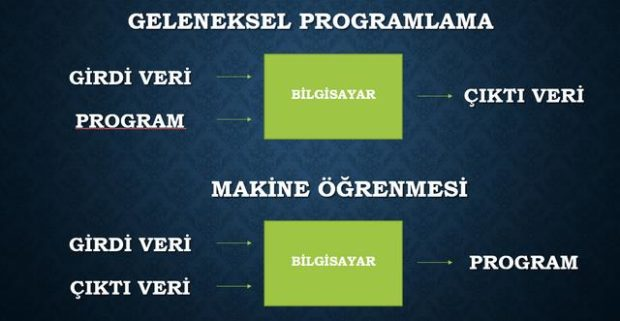 GELENEKSEL PROGRAMLAMA
GİRDİ VERİ
PROGRAM
BİLGİSAYAR
ÇIKTI VERİ
MAKİNE ÖĞRENMESİ
GİRDİ VERİ
ÇIKTI VERİ
BİLGİSAYAR
PROGRAM